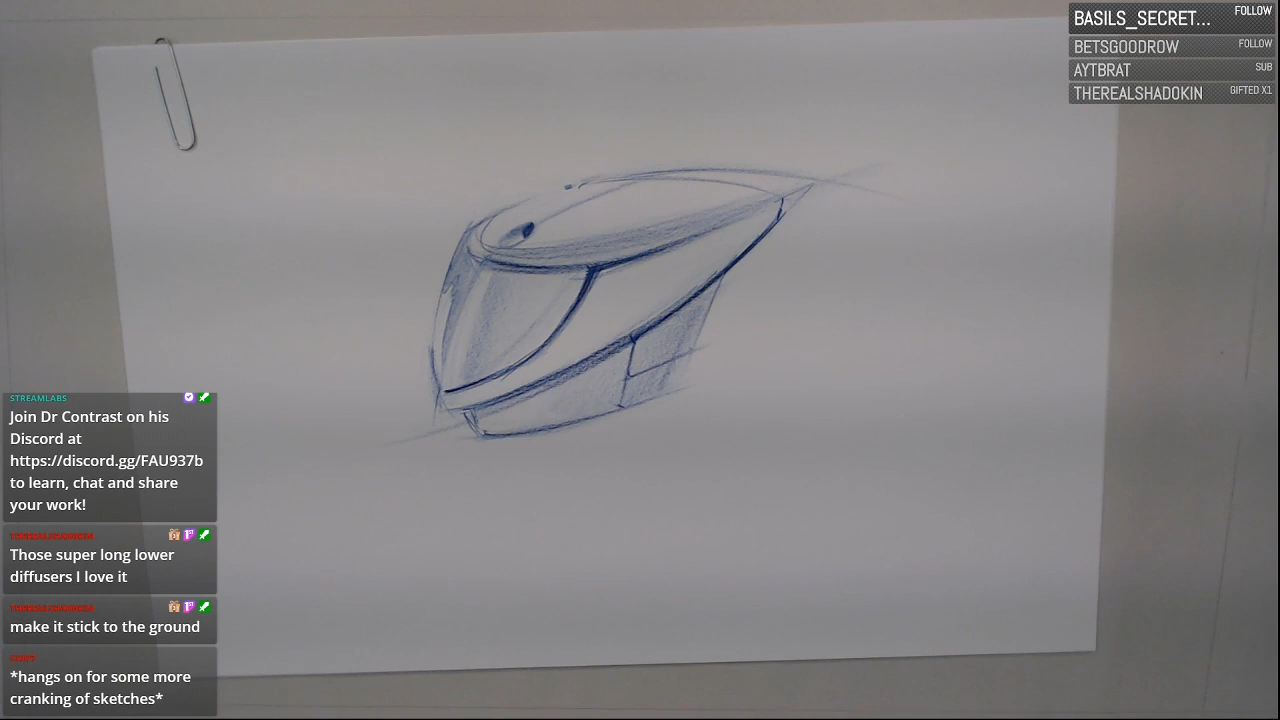 BASILS_SECRET... FOLLOW
BETSGOODROW FOLLOW
AYTBRAT SUB
THEREALSHADOKIN GIFTED X1
STREAMLABS
Join Dr Contrast on his
Discord at
https://discord.gg/FAU937b
to learn, chat and share
your work!
Those super long lower
diffusers I love it
make it stick to the ground
*hangs on for some more
cranking of sketches*